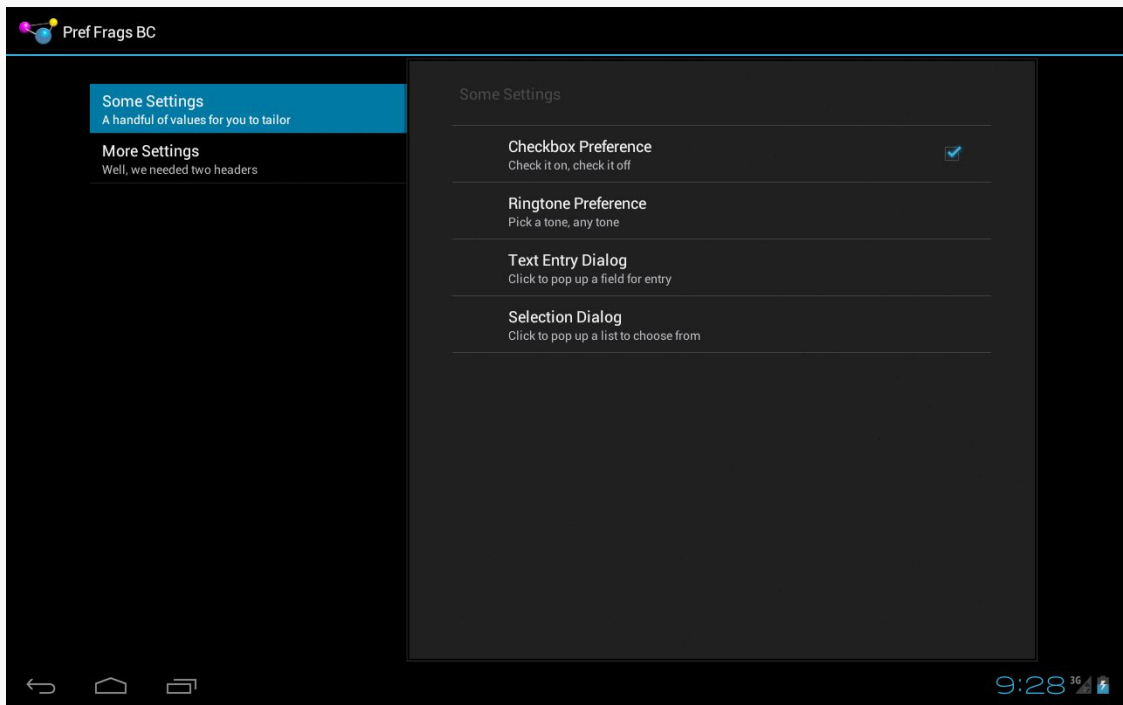 Pref Frags BC
Some Settings
A handful of values for you to tailor
More Settings
Well, we needed two headers
Some Settings
Checkbox Preference
Check it on, check it off
Ringtone Preference
Pick a tone, any tone
Text Entry Dialog
Click to pop up a field for entry
Selection Dialog
Click to pop up a list to choose from
9:28 3G